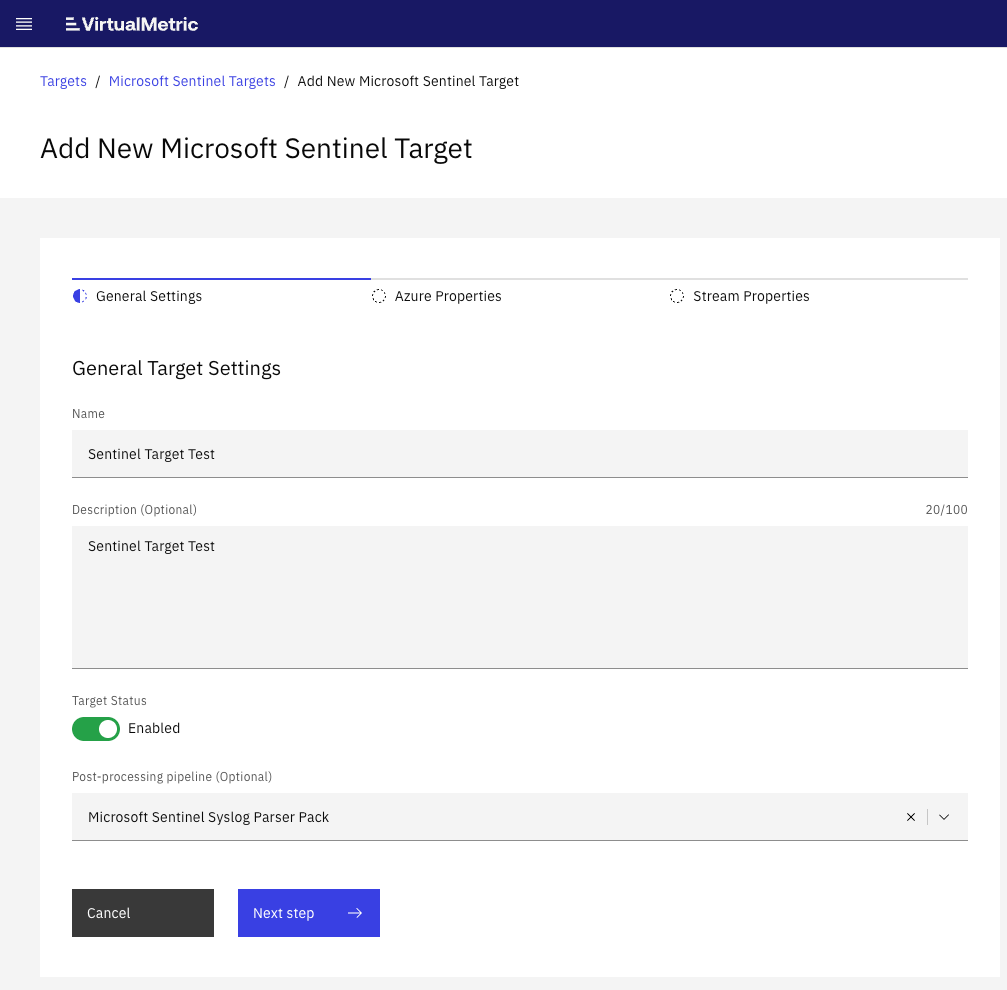 VirtualMetric
Targets / Microsoft Sentinel Targets / Add New Microsoft Sentinel Target
Add New Microsoft Sentinel Target
General Settings
Azure Properties
Stream Properties
General Target Settings
Name
Sentinel Target Test
Description (Optional)
20/100
Sentinel Target Test
Target Status
Enabled
Post-processing pipeline (Optional)
Microsoft Sentinel Syslog Parser Pack
Cancel
Next step